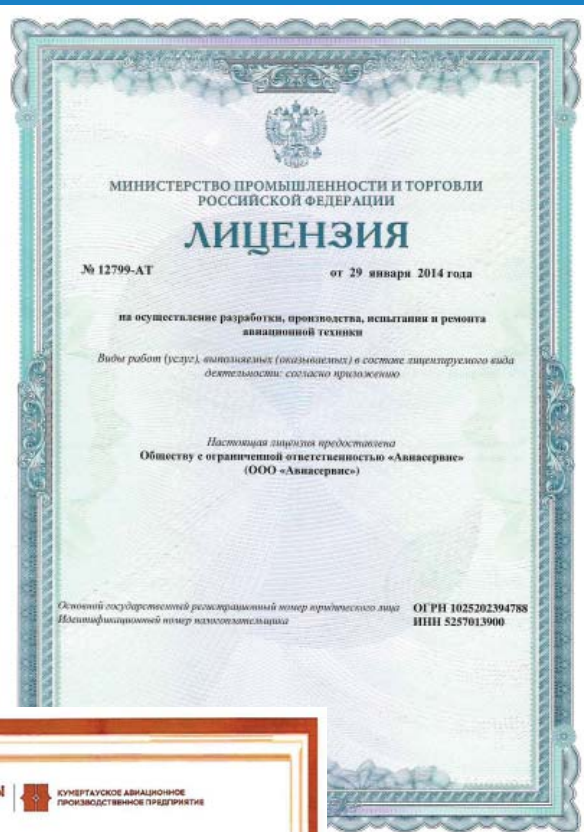 МИНИСТЕРСТВО ПРОМЫШЛЕННОСТИ И ТОРГОВЛИ
РОССИЙСКОЙ ФЕДЕРАЦИИ
ЛИЦЕНЗИЯ
№ 12799-АТ
от 29 января 2014 года
на осуществление разработки, производства, испытания и ремонта
авиационной техники
Виды работ (услуг), выполняемых (оказываемых) в составе лицензируемого вида
деятельности: согласно приложению
Настоящая лицензия предоставлена
Обществу с ограниченной ответственностью «Авиасервис»
(ООО «Авиасервис»)
Основной государственный регистрационный номер юридического лица ОГРН 1025202394788
Идентификационный номер налогоплательщика ИНН 5257013900
КУМЕРТАУСКОЕ АВИАЦИОННОЕ
ПРОИЗВОДСТВЕННОЕ ПРЕДПРИЯТИЕ